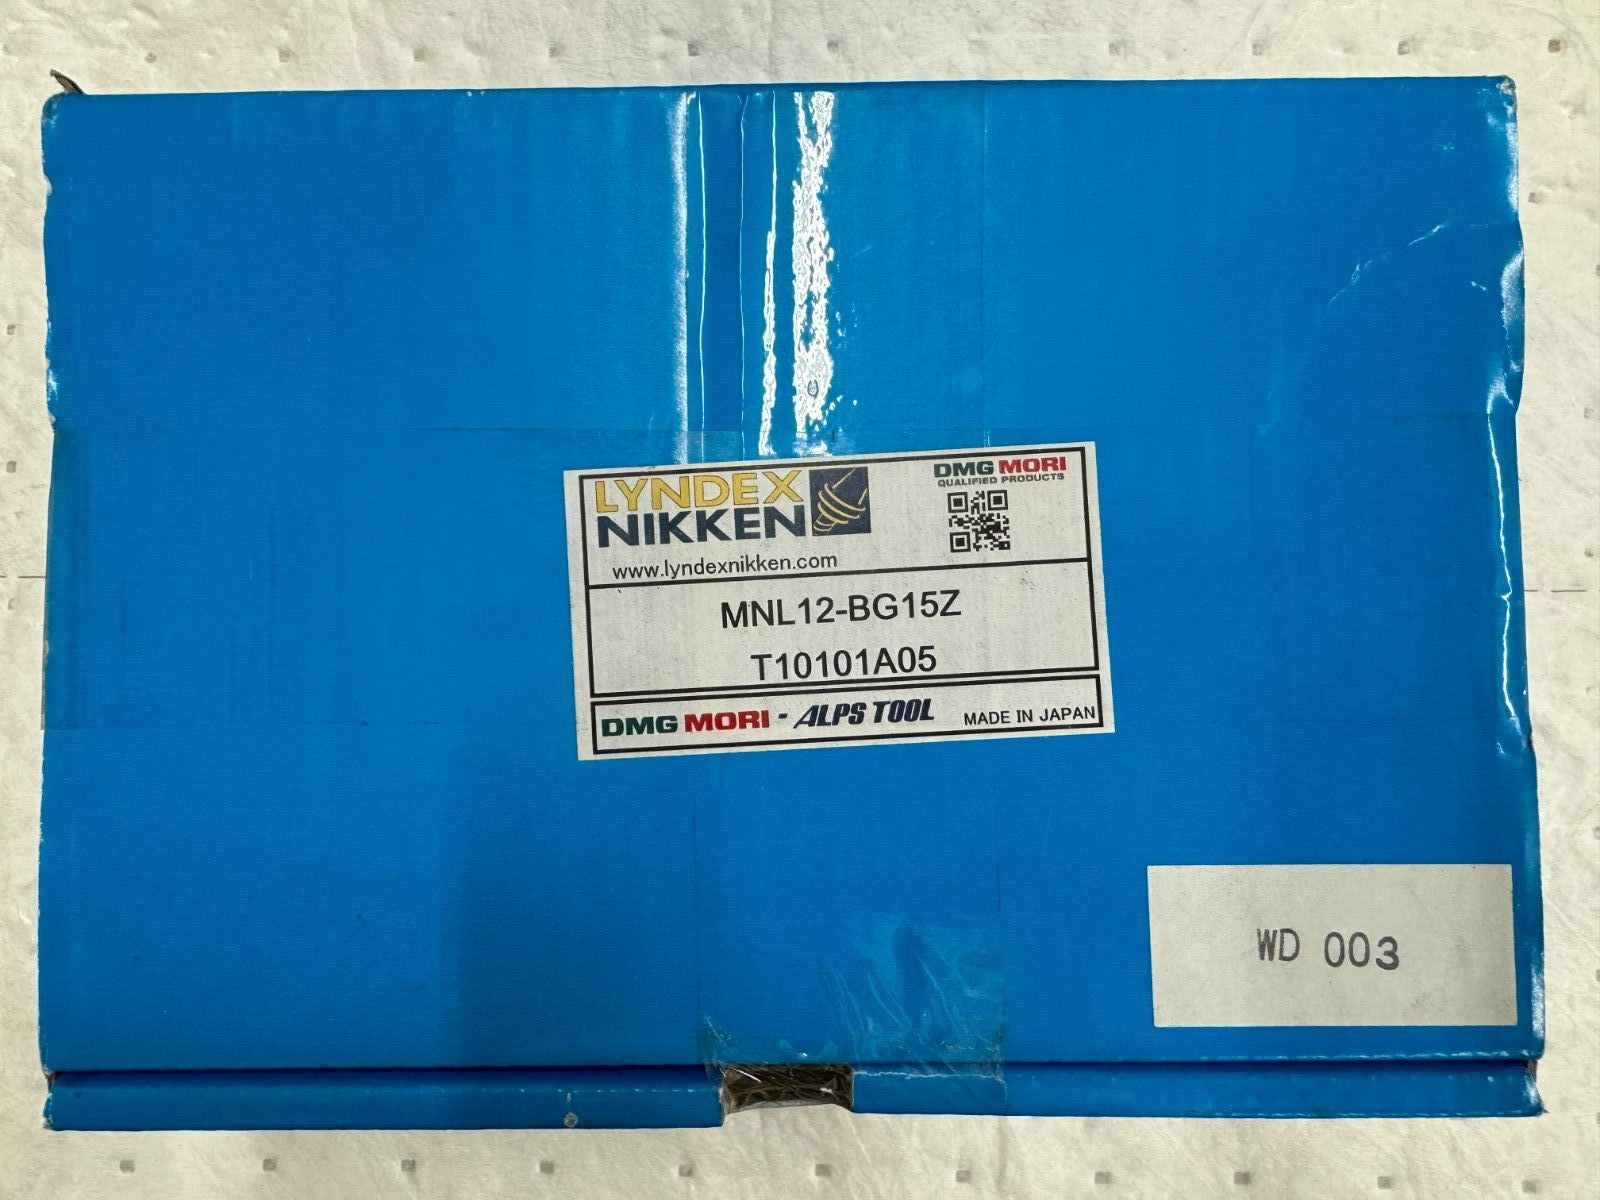 LYNDEX
NIKKEN
www.lyndexnikken.com
DMG MORI
QUALIFIED PRODUCTS
MNL12-BG15Z
T10101A05
DMG MORI - ALPS TOOL
MADE IN JAPAN
WD 003